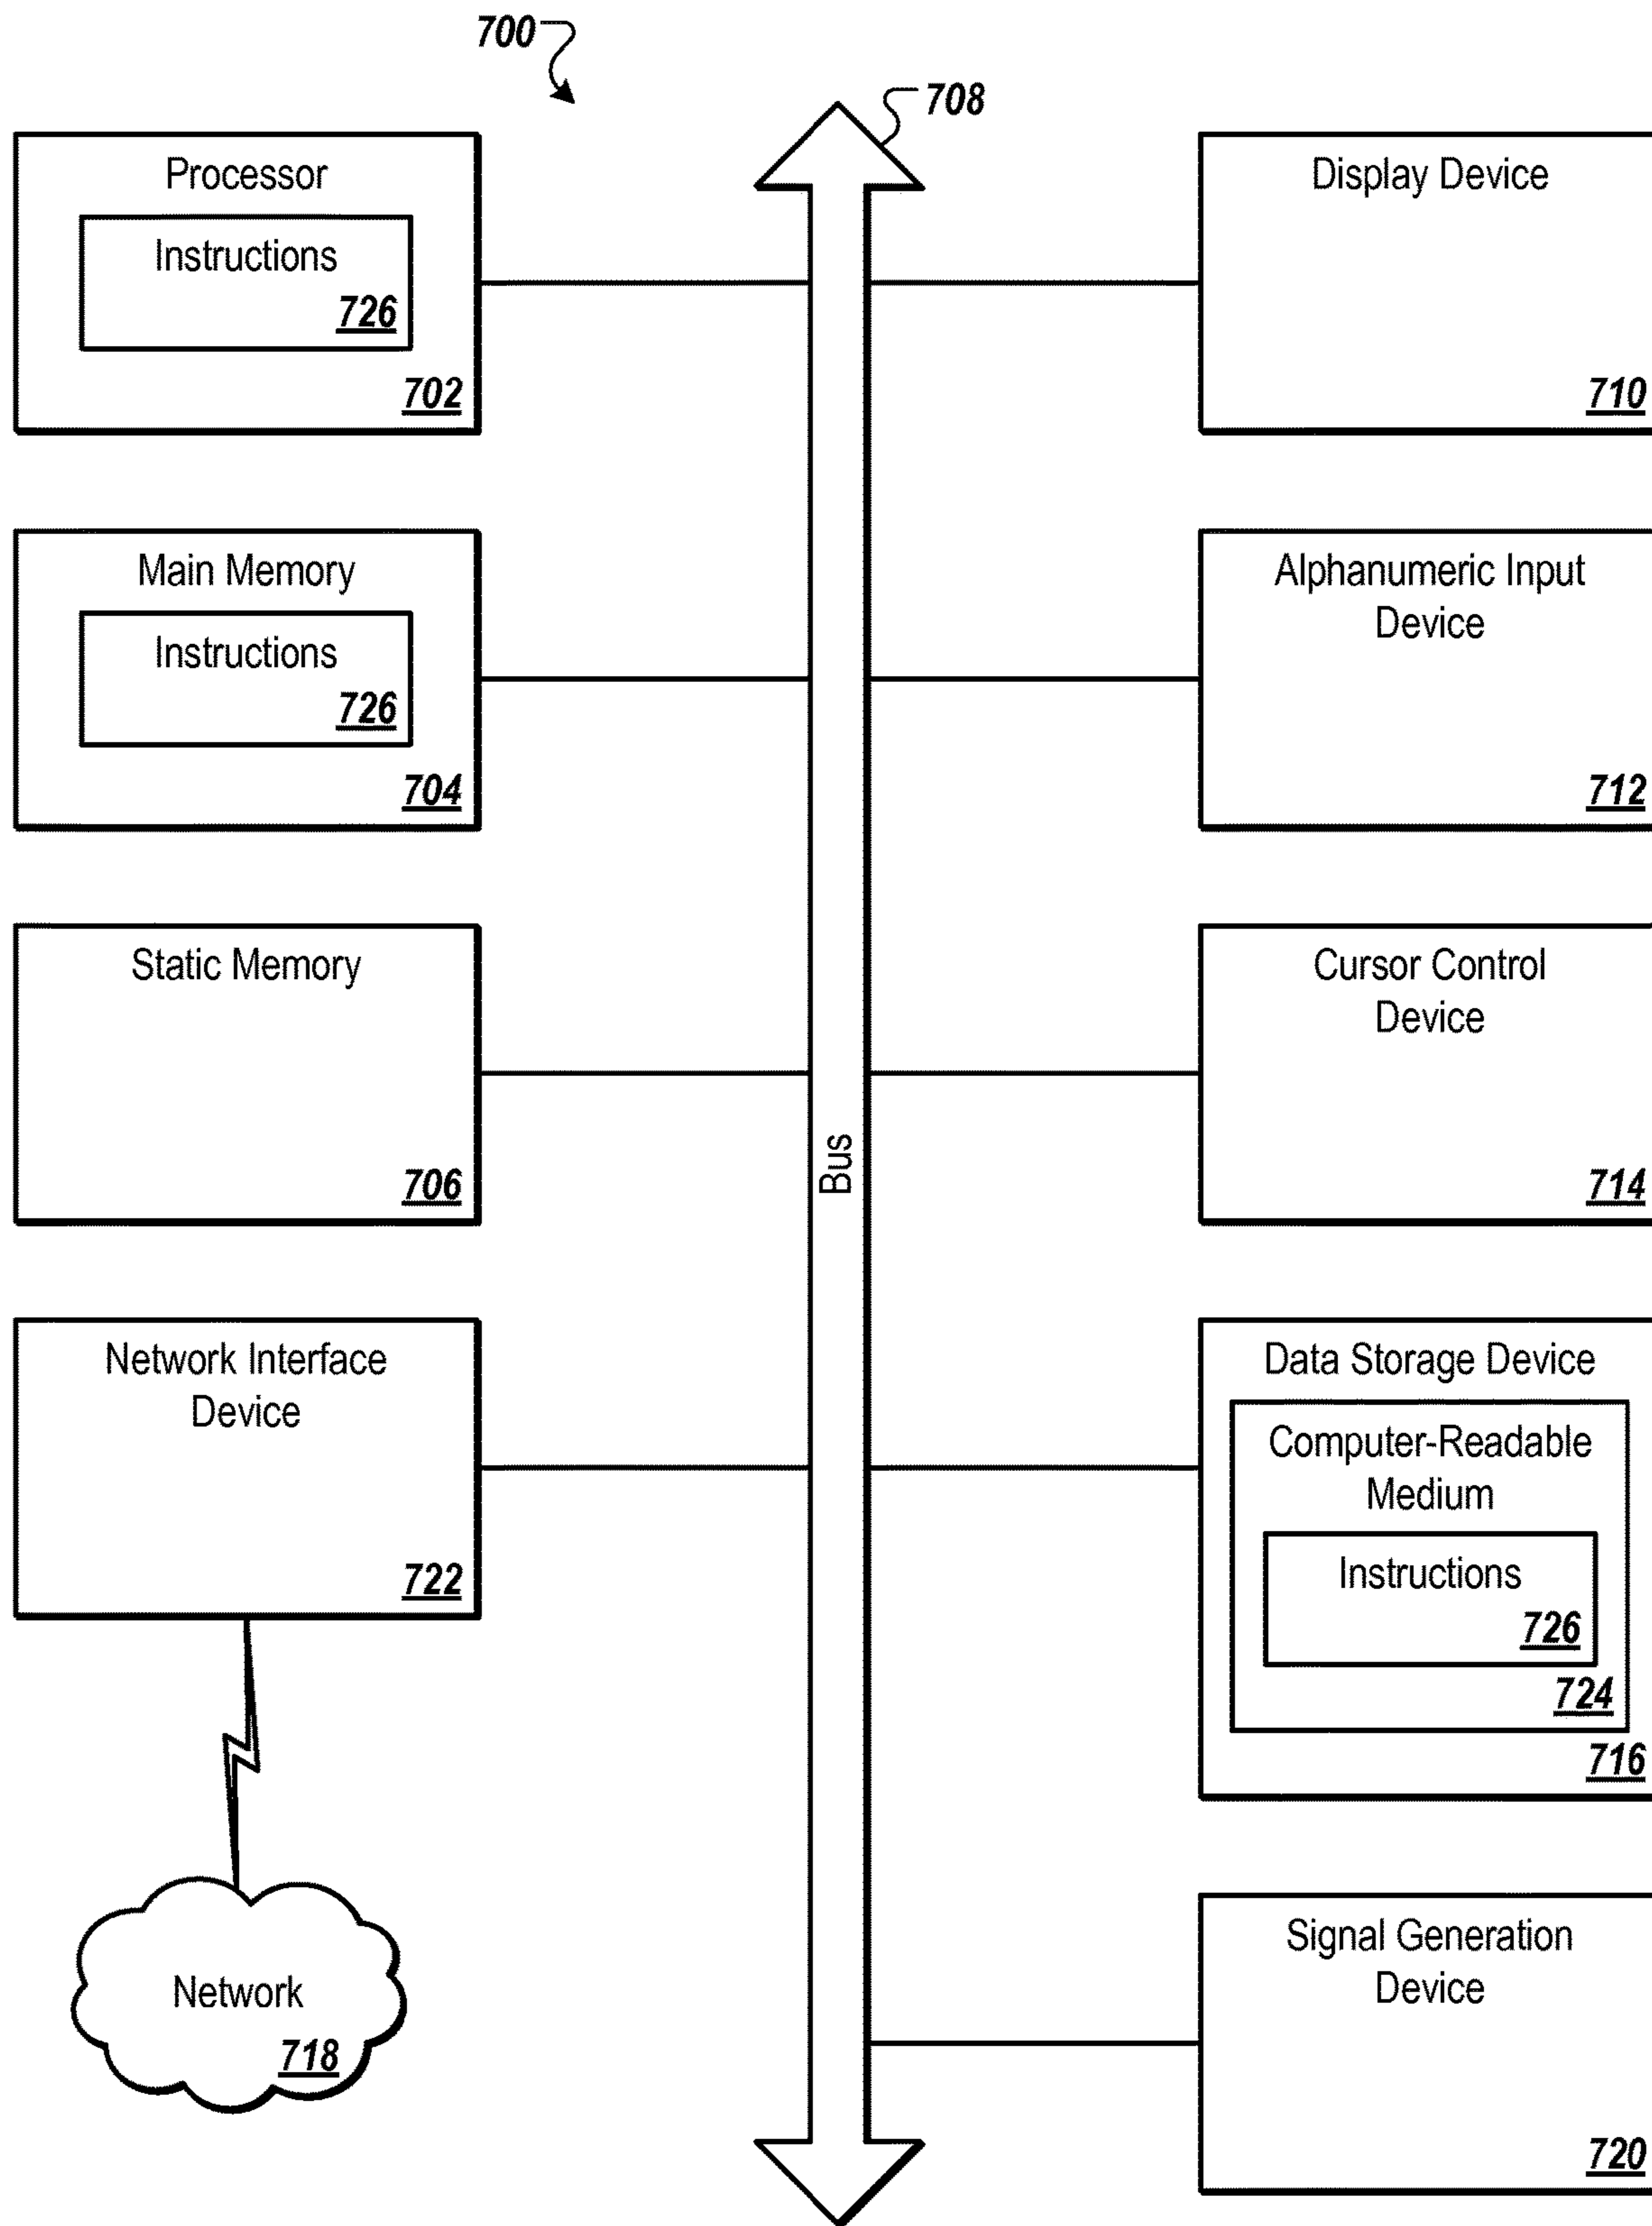 700
708
Processor
Instructions
726
702
Main Memory
Instructions
726
704
Static Memory
706
Network Interface
Device
722
Network
718
Bus
Display Device
710
Alphanumeric Input
Device
712
Cursor Control
Device
714
Data Storage Device
Computer-Readable
Medium
Instructions
726
724
716
Signal Generation
Device
720